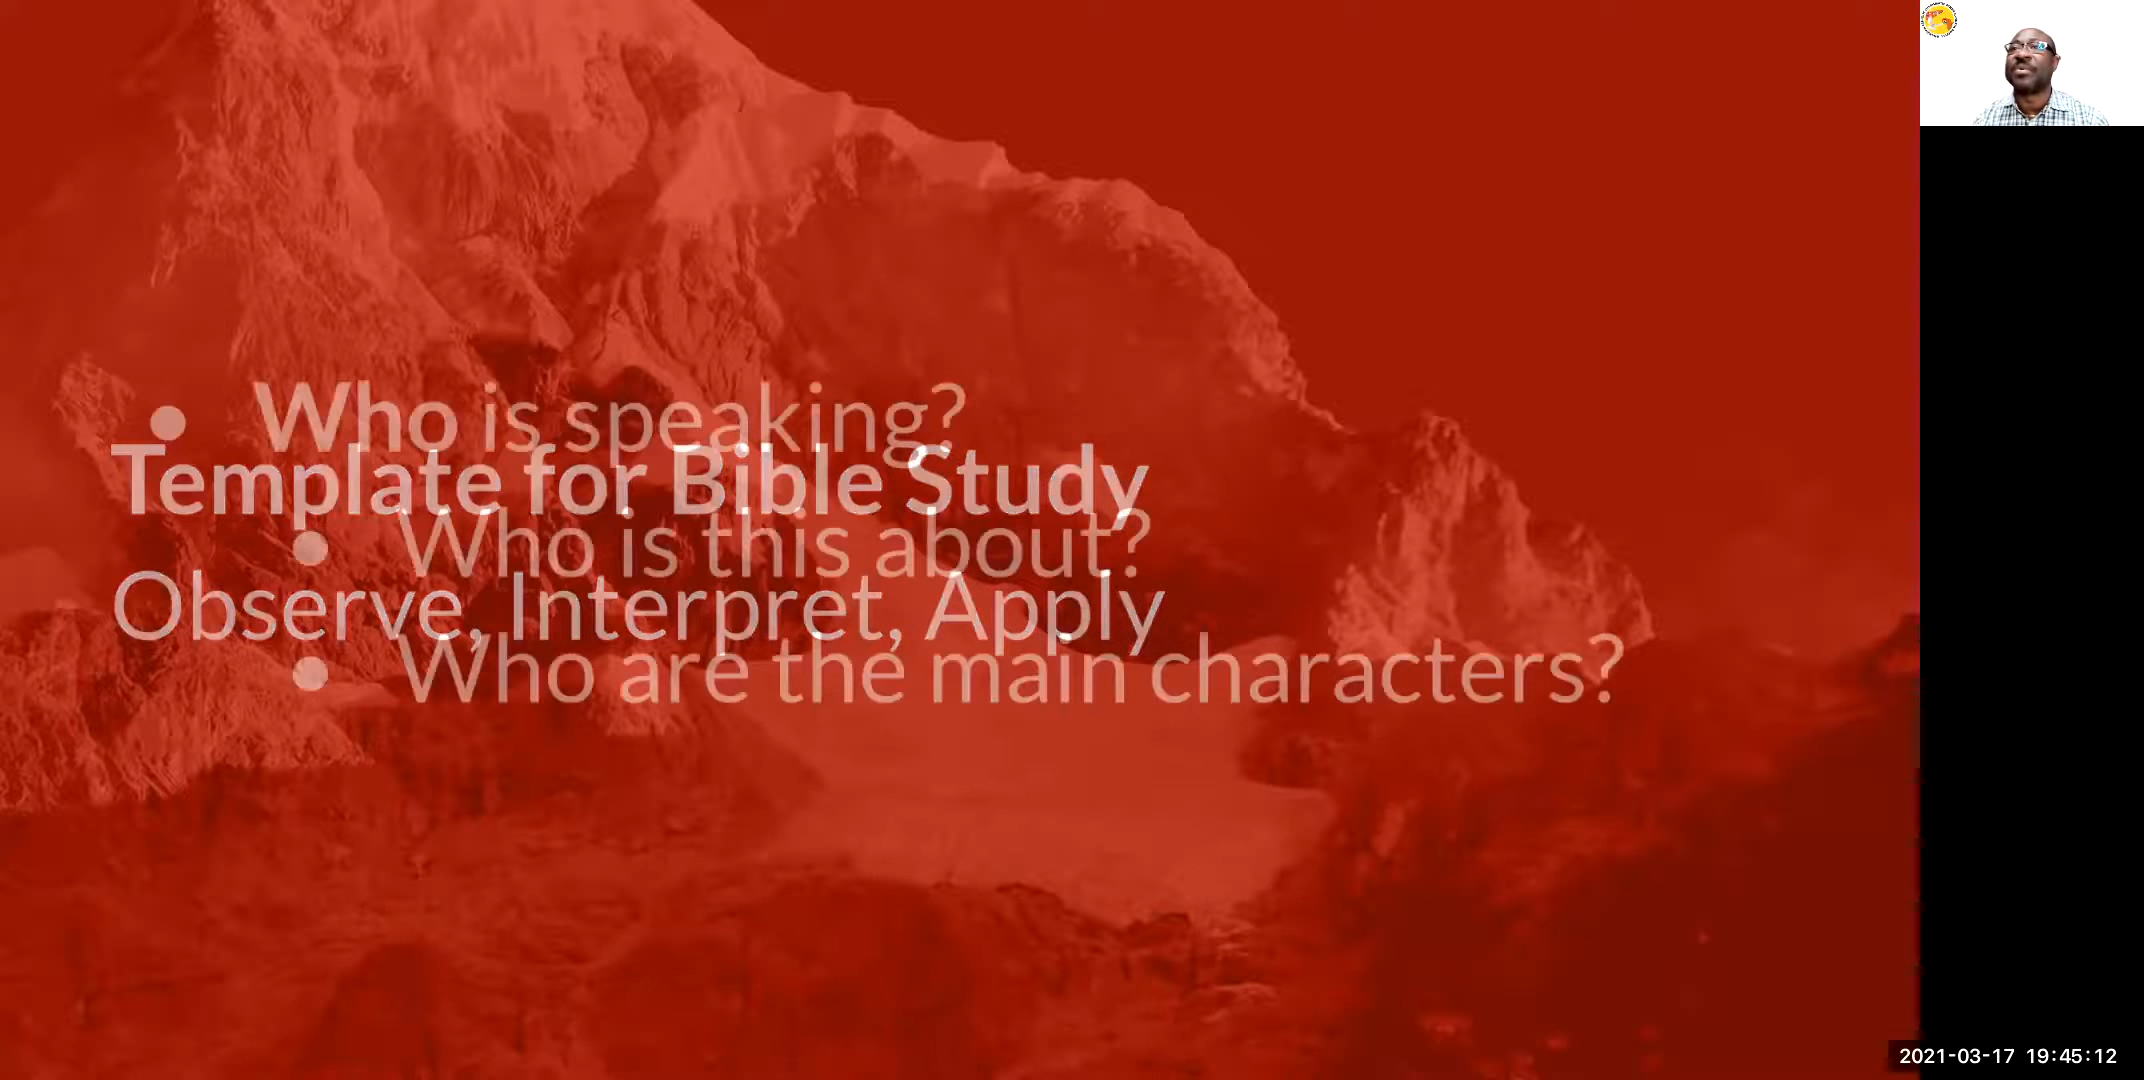 • Who is speaking?
Template for Bible Study
• Who is this about?
Observe, Interpret, Apply
• Who are the main characters?
2021-03-17 19:45:12